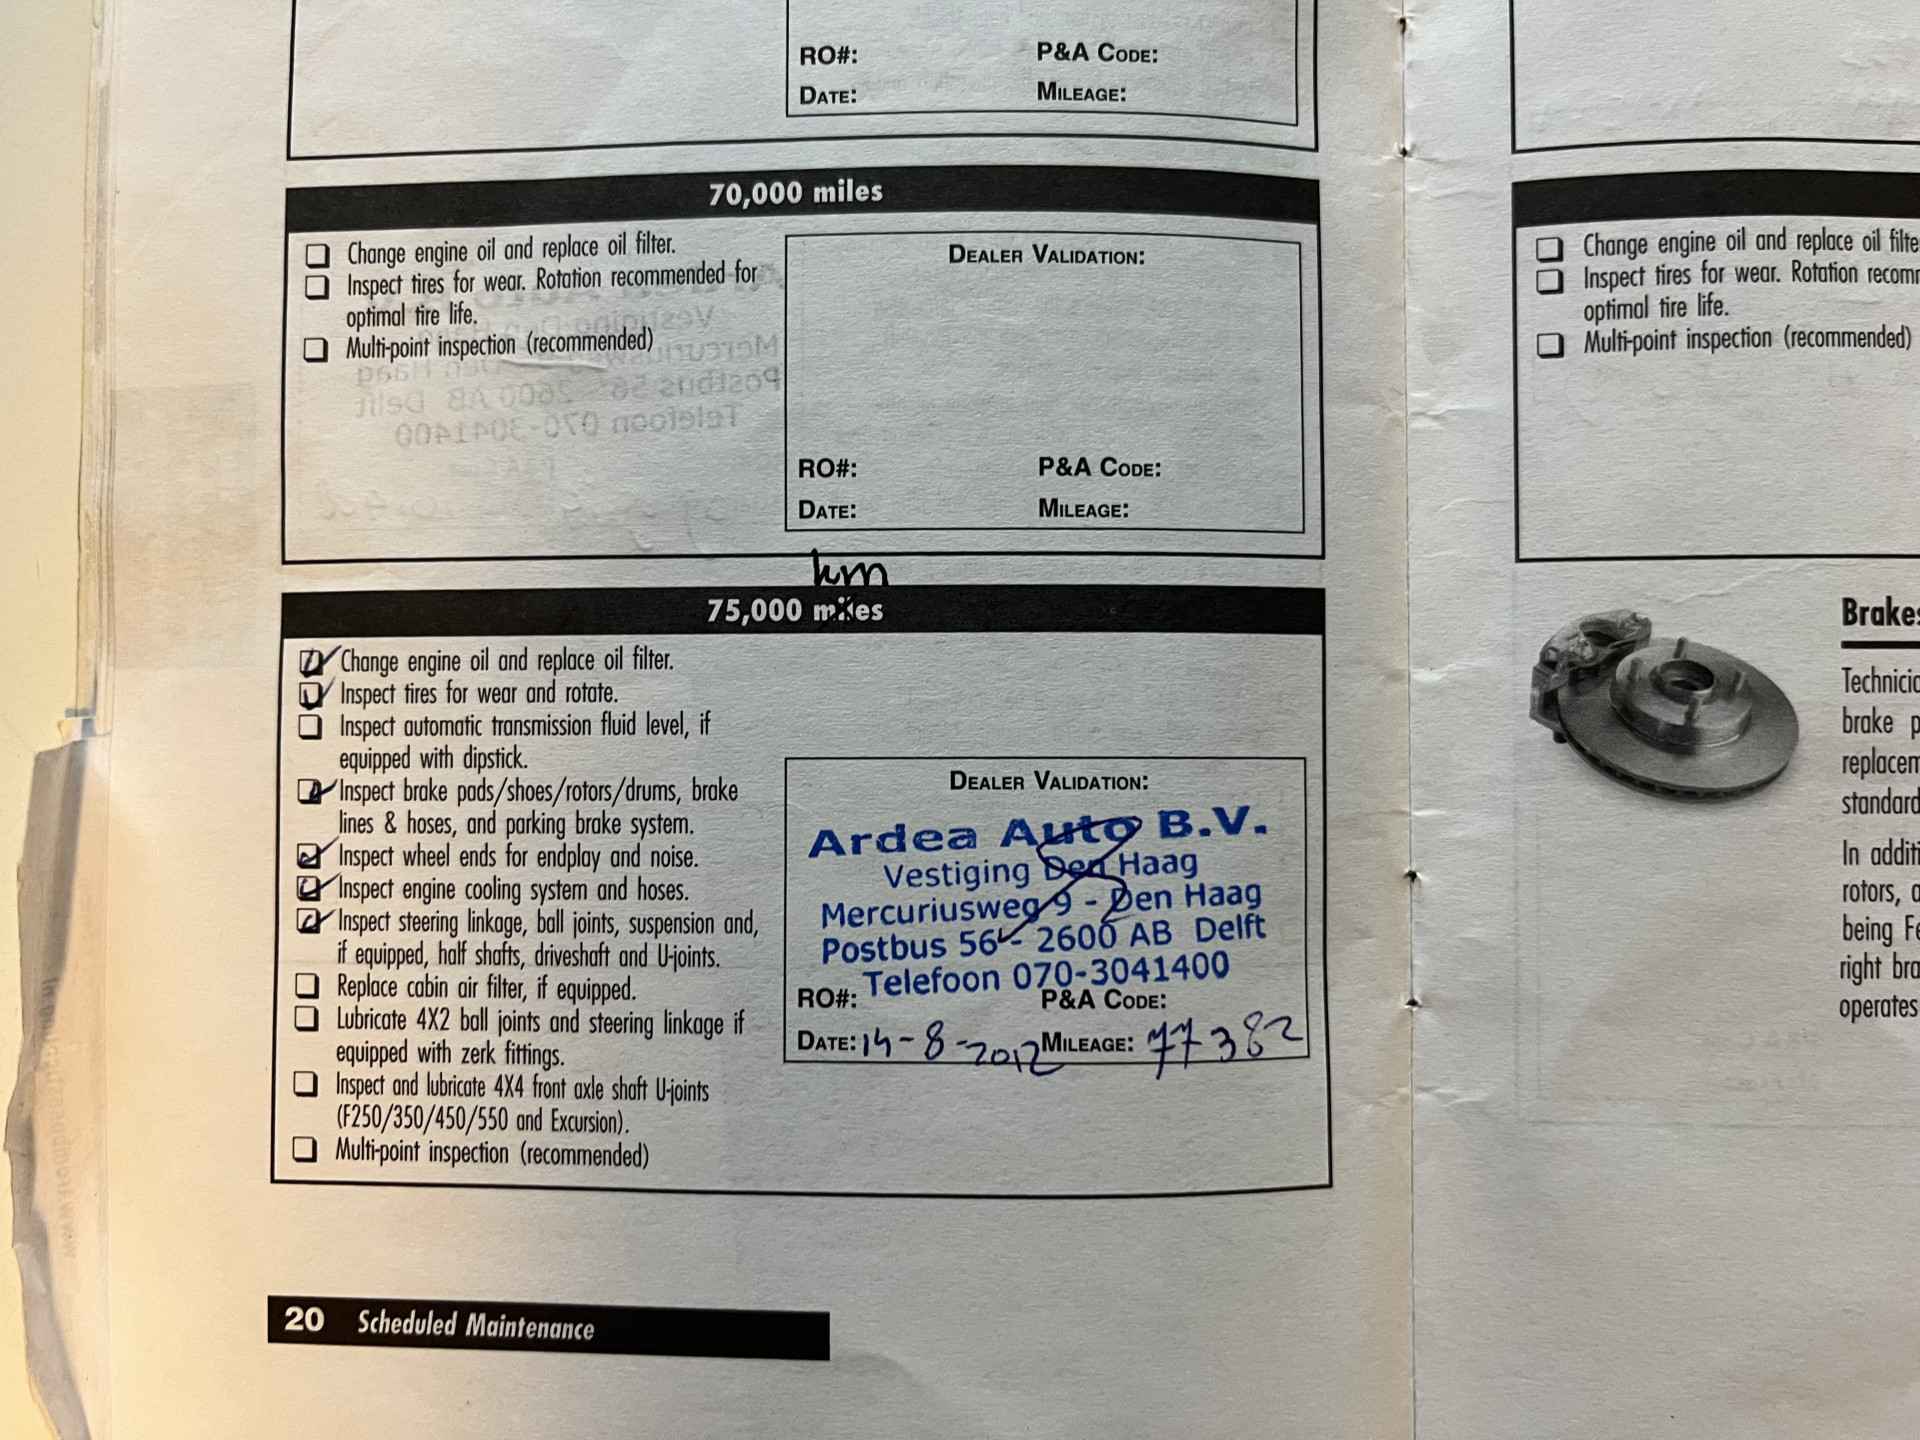 RO#: P&A CODE:
DATE: MILEAGE:
70,000 miles
Change engine oil and replace oil filter.
Inspect tires for wear. Rotation recommended for
optimal tire life.
Multi-point inspection (recommended)
DEALER VALIDATION:
RO#: P&A CODE:
DATE: MILEAGE:
km
75,000 miles
Change engine oil and replace oil filter.
Inspect tires for wear and rotate.
Inspect automatic transmission fluid level, if
equipped with dipstick.
Inspect brake pads/shoes/rotors/drums, brake
lines & hoses, and parking brake system.
Inspect wheel ends for endplay and noise.
Inspect engine cooling system and hoses.
Inspect steering linkage, ball joints, suspension and,
if equipped, half shafts, driveshaft and U-joints.
Replace cabin air filter, if equipped.
Lubricate 4X2 ball joints and steering linkage if
equipped with zerk fittings.
Inspect and lubricate 4X4 front axle shaft U-joints
(F250/350/450/550 and Excursion).
Multi-point inspection (recommended)
DEALER VALIDATION:
Ardea Auto B.V.
Vestiging Den Haag
Mercuriusweg 9 - Den Haag
Postbus 56 - 2600 AB Delft
Telefoon 070-3041400
RO#: P&A CODE:
DATE: 14-8-2012 MILEAGE: 77382
20 Scheduled Maintenance
Change engine oil and replace oil filte
Inspect tires for wear. Rotation recomm
optimal tire life.
Multi-point inspection (recommended)
Brakes
Technicia
brake p
replacem
standard
In additi
rotors, a
being Fe
right bra
operates